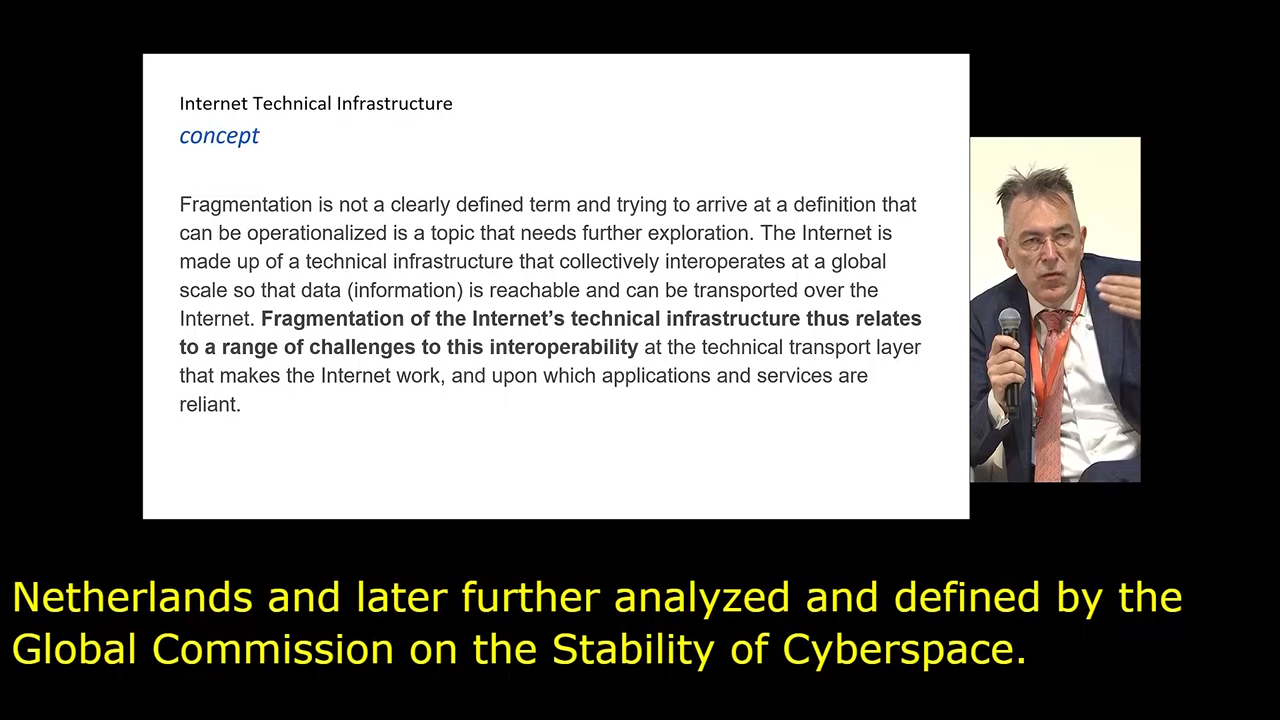 Internet Technical Infrastructure
concept
Fragmentation is not a clearly defined term and trying to arrive at a definition that
can be operationalized is a topic that needs further exploration. The Internet is
made up of a technical infrastructure that collectively interoperates at a global
scale so that data (information) is reachable and can be transported over the
Internet. Fragmentation of the Internet’s technical infrastructure thus relates
to a range of challenges to this interoperability at the technical transport layer
that makes the Internet work, and upon which applications and services are
reliant.
Netherlands and later further analyzed and defined by the
Global Commission on the Stability of Cyberspace.